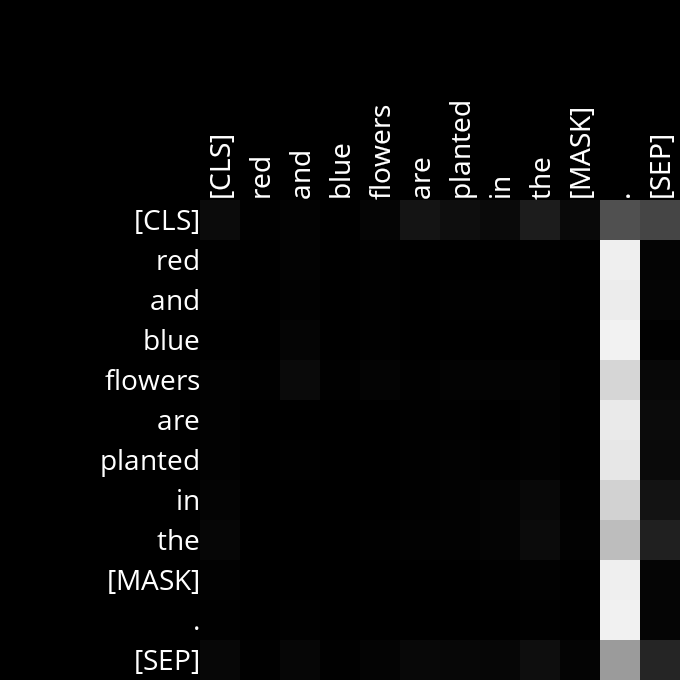 [CLS] red and blue flowers are planted in the [MASK] . [SEP]
[CLS]
red
and
blue
flowers
are
planted
in
the
[MASK]
.
[SEP]